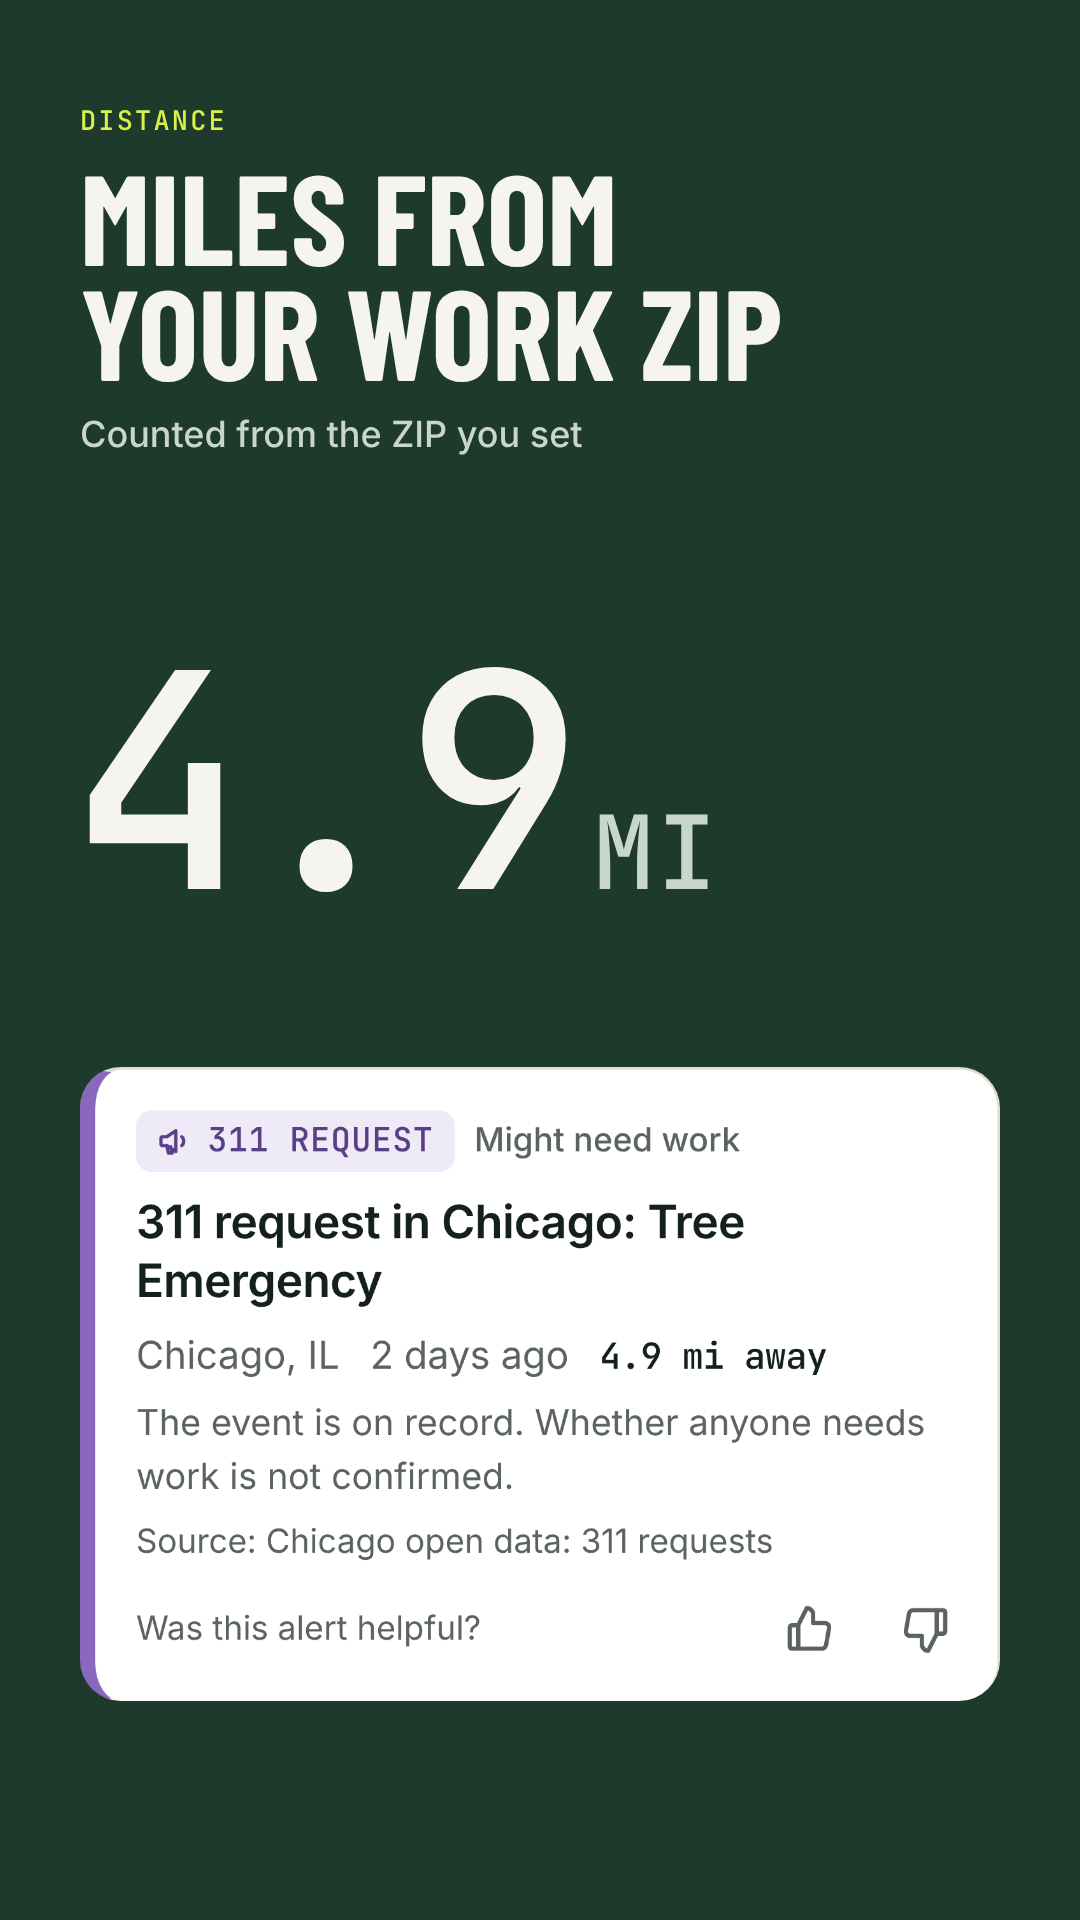 DISTANCE
MILES FROM
YOUR WORK ZIP
Counted from the ZIP you set
4.9 MI
311 REQUEST Might need work
311 request in Chicago: Tree
Emergency
Chicago, IL 2 days ago 4.9 mi away
The event is on record. Whether anyone needs
work is not confirmed.
Source: Chicago open data: 311 requests
Was this alert helpful?